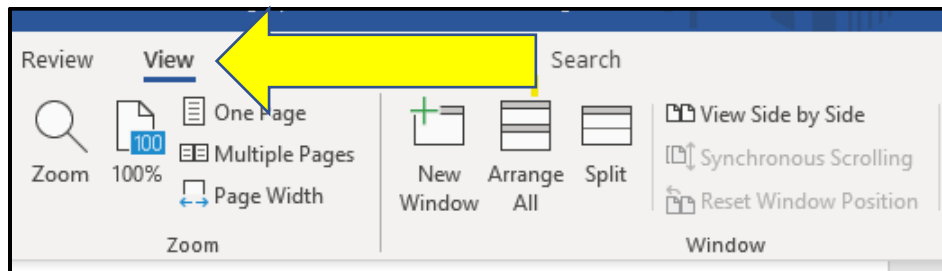 Review View Search
Zoom
100
100%
One Page
Multiple Pages
Page Width
Zoom
New
Window
Arrange
All
Split
View Side by Side
Synchronous Scrolling
Reset Window Position
Window